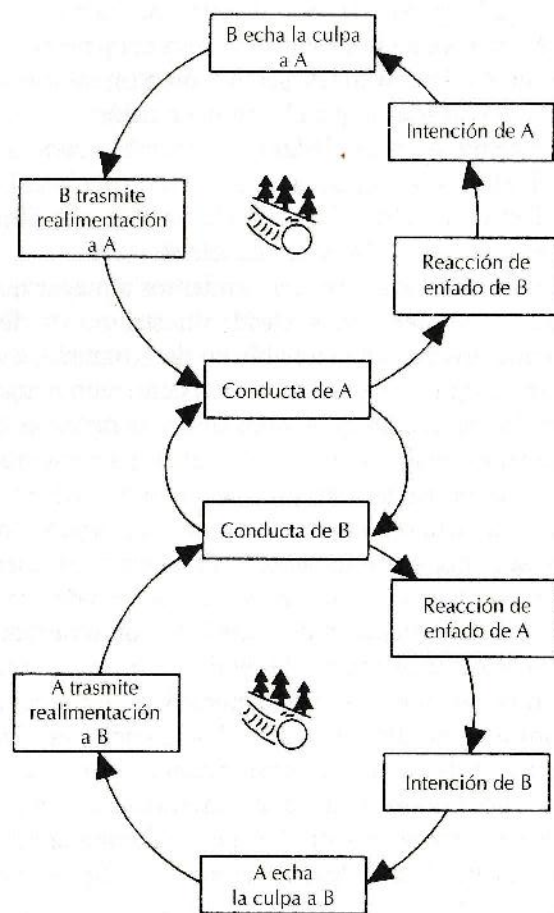 B echa la culpa
a A
Intención de A
B trasmite
realimentación
a A
Reacción de
enfado de B
Conducta de A
Conducta de B
Reacción de
enfado de A
A trasmite
realimentación
a B
Intención de B
A echa
la culpa a B